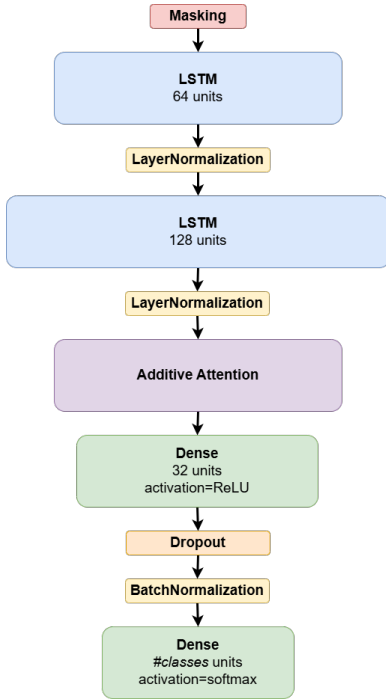 Masking
LSTM
64 units
LayerNormalization
LSTM
128 units
LayerNormalization
Additive Attention
Dense
32 units
activation=ReLU
Dropout
BatchNormalization
Dense
#classes units
activation=softmax